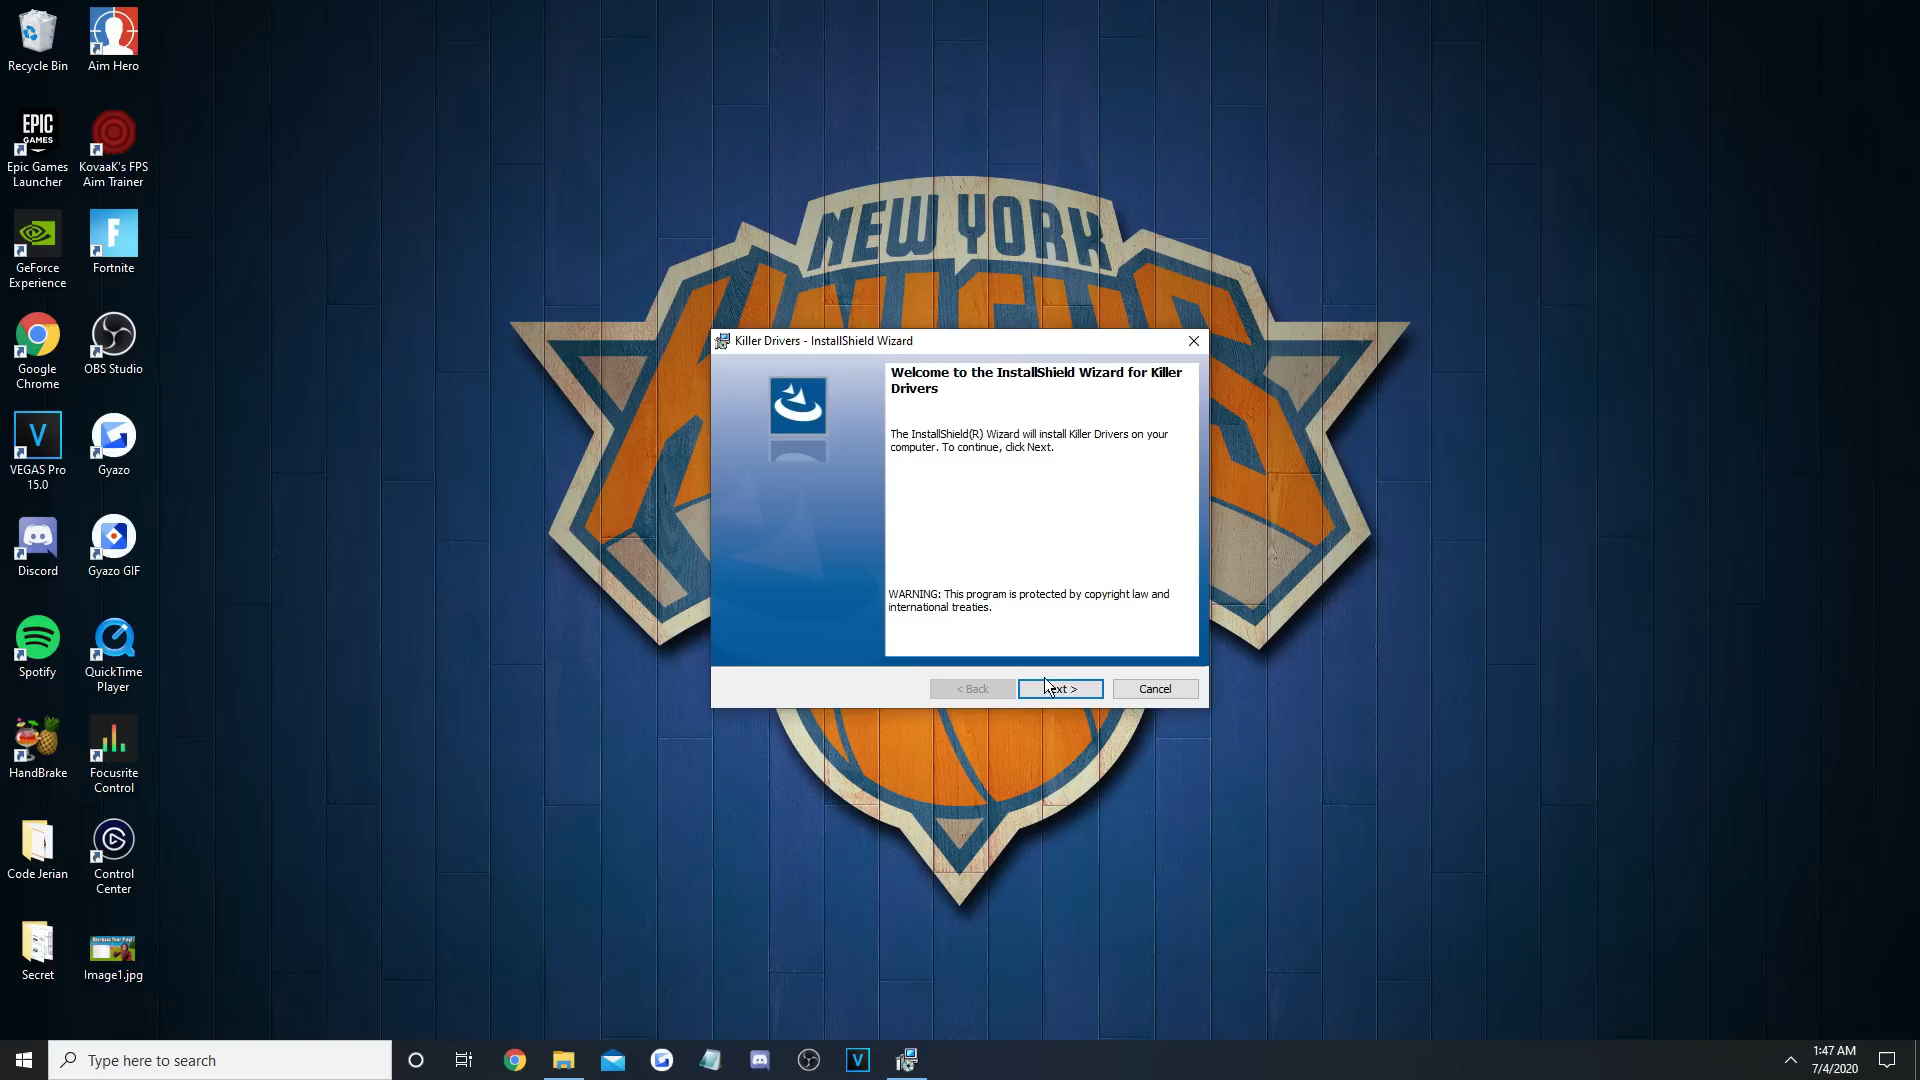 Recycle Bin
Aim Hero
EPIC
GAMES
Epic Games
Launcher
KovaaK's FPS
Aim Trainer
GeForce
Experience
F
Fortnite
Google
Chrome
OBS Studio
V
VEGAS Pro
15.0
Gyazo
Discord
Gyazo GIF
Spotify
QuickTime
Player
HandBrake
Focusrite
Control
Code Jerian
Control
Center
Secret
Image1.jpg
NEW YORK
Killer Drivers - InstallShield Wizard
Welcome to the InstallShield Wizard for Killer
Drivers
The InstallShield(R) Wizard will install Killer Drivers on your
computer. To continue, click Next.
WARNING: This program is protected by copyright law and
international treaties.
< Back
Cancel
Type here to search
V
1:47 AM
7/4/2020